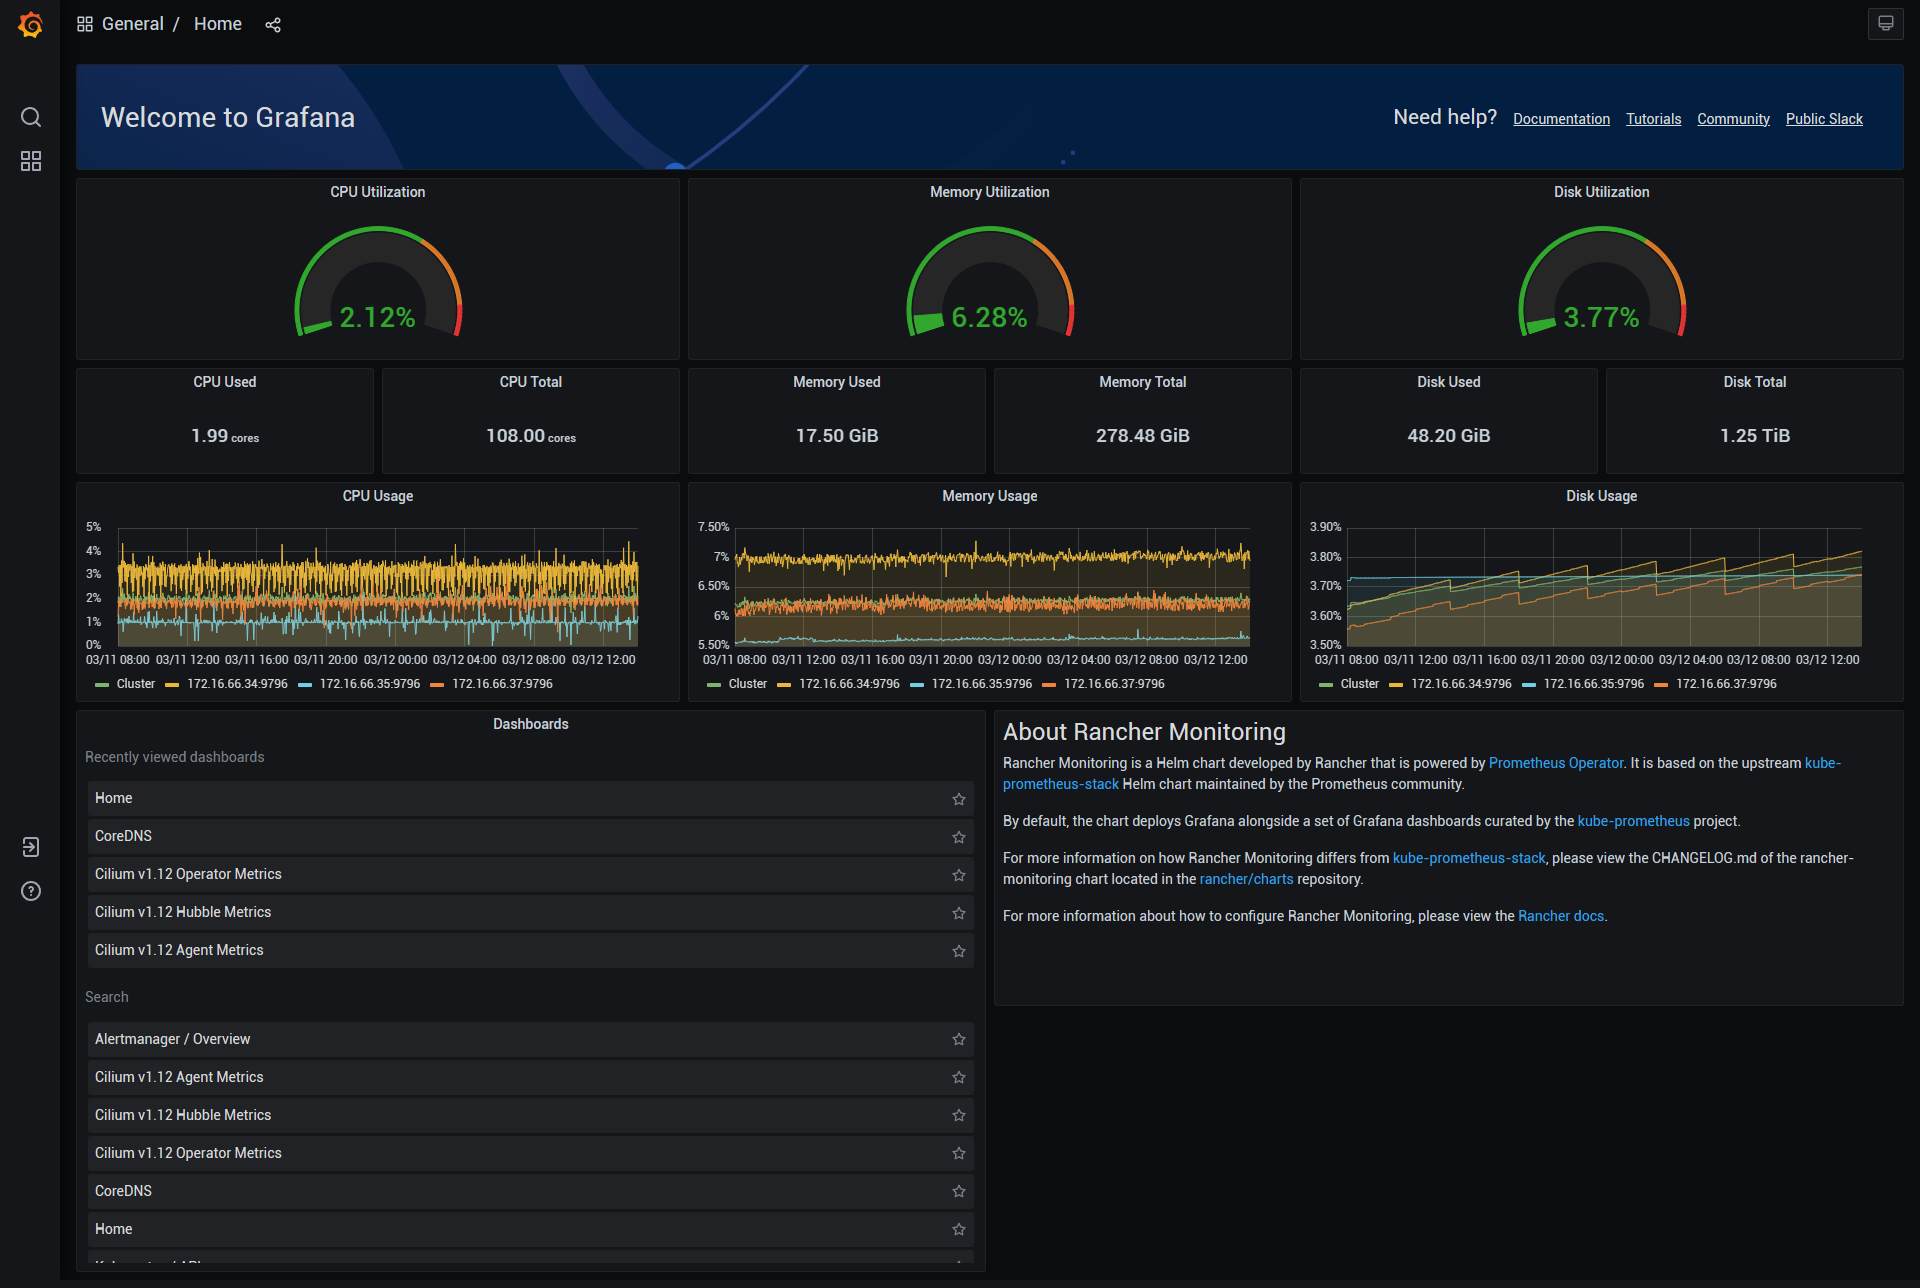 General / Home
Welcome to Grafana
Need help? Documentation Tutorials Community Public Slack
CPU Utilization
2.12%
Memory Utilization
6.28%
Disk Utilization
3.77%
CPU Used
1.99 cores
CPU Total
108.00 cores
Memory Used
17.50 GiB
Memory Total
278.48 GiB
Disk Used
48.20 GiB
Disk Total
1.25 TiB
CPU Usage
5%
4%
3%
2%
1%
0%
03/11 08:00 03/11 12:00 03/11 16:00 03/11 20:00 03/12 00:00 03/12 04:00 03/12 08:00 03/12 12:00
Cluster 172.16.66.34:9796 172.16.66.35:9796 172.16.66.37:9796
Memory Usage
7.50%
7%
6.50%
6%
5.50%
03/11 08:00 03/11 12:00 03/11 16:00 03/11 20:00 03/12 00:00 03/12 04:00 03/12 08:00 03/12 12:00
Cluster 172.16.66.34:9796 172.16.66.35:9796 172.16.66.37:9796
Disk Usage
3.90%
3.80%
3.70%
3.60%
3.50%
03/11 08:00 03/11 12:00 03/11 16:00 03/11 20:00 03/12 00:00 03/12 04:00 03/12 08:00 03/12 12:00
Cluster 172.16.66.34:9796 172.16.66.35:9796 172.16.66.37:9796
Dashboards
Recently viewed dashboards
Home
CoreDNS
Cilium v1.12 Operator Metrics
Cilium v1.12 Hubble Metrics
Cilium v1.12 Agent Metrics
Search
Alertmanager / Overview
Cilium v1.12 Agent Metrics
Cilium v1.12 Hubble Metrics
Cilium v1.12 Operator Metrics
CoreDNS
Home
About Rancher Monitoring
Rancher Monitoring is a Helm chart developed by Rancher that is powered by Prometheus Operator. It is based on the upstream kube-
prometheus-stack Helm chart maintained by the Prometheus community.
By default, the chart deploys Grafana alongside a set of Grafana dashboards curated by the kube-prometheus project.
For more information on how Rancher Monitoring differs from kube-prometheus-stack, please view the CHANGELOG.md of the rancher-
monitoring chart located in the rancher/charts repository.
For more information about how to configure Rancher Monitoring, please view the Rancher docs.